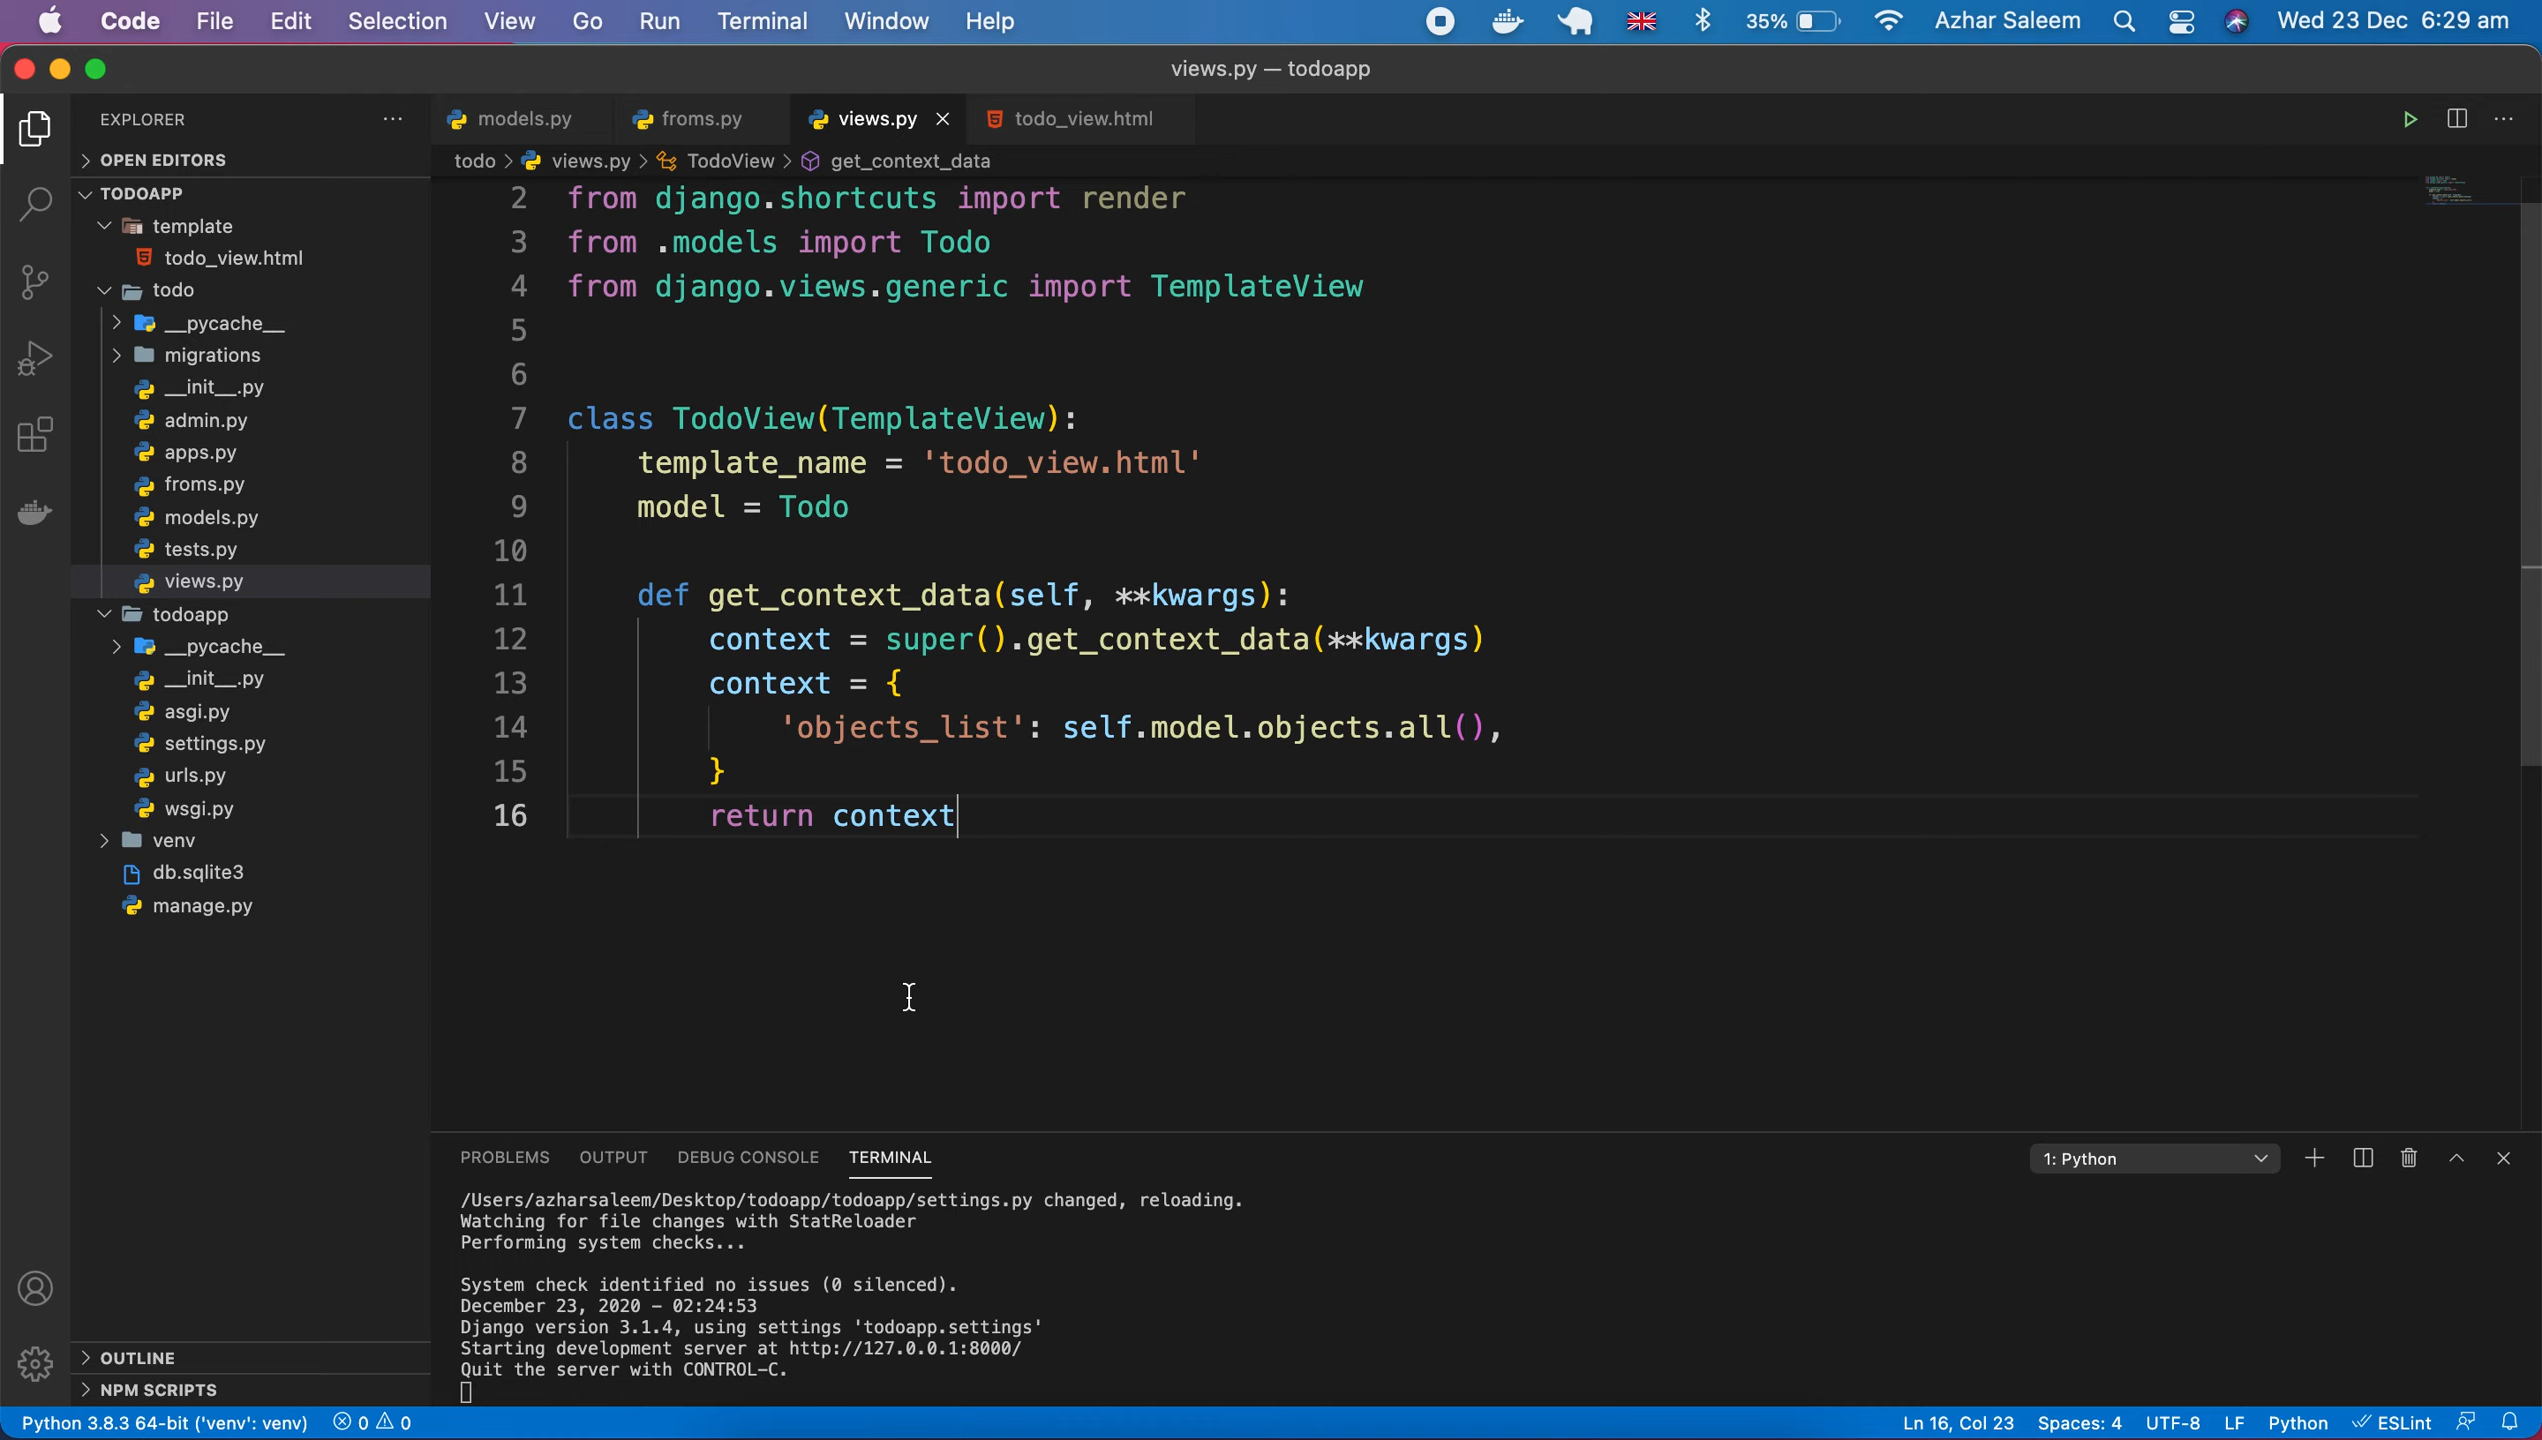 Code File Edit Selection View Go Run Terminal Window Help 35% Azhar Saleem Wed 23 Dec 6:29 am
views.py — todoapp
EXPLORER
OPEN EDITORS
TODOAPP
template
todo_view.html
todo
__pycache__
migrations
__init__.py
admin.py
apps.py
froms.py
models.py
tests.py
views.py
todoapp
__pycache__
__init__.py
asgi.py
settings.py
urls.py
wsgi.py
venv
db.sqlite3
manage.py
OUTLINE
NPM SCRIPTS
models.py froms.py views.py todo_view.html
todo > views.py > TodoView > get_context_data
2 from django.shortcuts import render
3 from .models import Todo
4 from django.views.generic import TemplateView
5
6
7 class TodoView(TemplateView):
8 template_name = 'todo_view.html'
9 model = Todo
10
11 def get_context_data(self, **kwargs):
12 context = super().get_context_data(**kwargs)
13 context = {
14 'objects_list': self.model.objects.all(),
15 }
16 return context
PROBLEMS OUTPUT DEBUG CONSOLE TERMINAL 1: Python
/Users/azharsaleem/Desktop/todoapp/todoapp/settings.py changed, reloading.
Watching for file changes with StatReloader
Performing system checks...
System check identified no issues (0 silenced).
December 23, 2020 - 02:24:53
Django version 3.1.4, using settings 'todoapp.settings'
Starting development server at http://127.0.0.1:8000/
Quit the server with CONTROL-C.
Python 3.8.3 64-bit ('venv': venv) 0 0 Ln 16, Col 23 Spaces: 4 UTF-8 LF Python ESLint